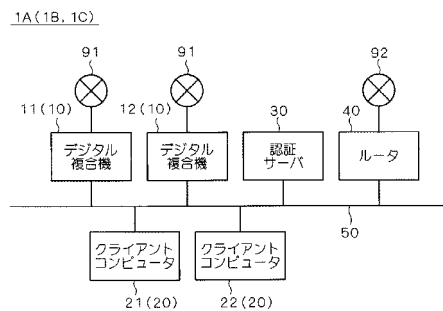 1A(1B, 1C)
91
91
92
11(10)
12(10)
30
40
デジタル
複合機
デジタル
複合機
認証
サーバ
ルータ
50
クライアント
コンピュータ
クライアント
コンピュータ
21(20)
22(20)